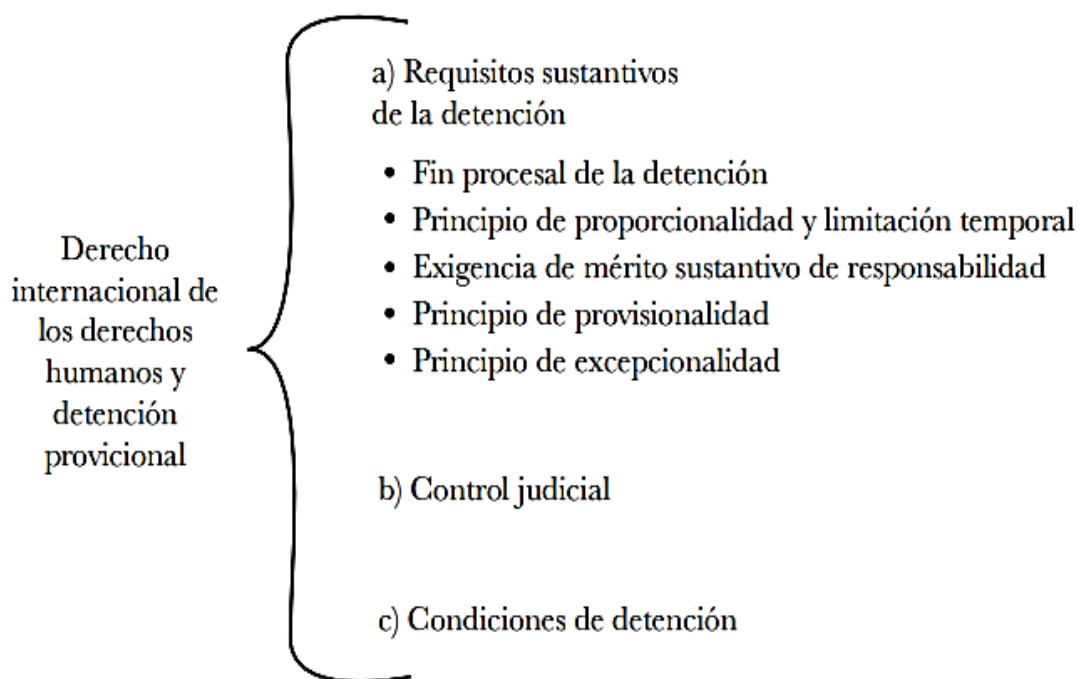 Derecho
internacional de
los derechos
humanos y
detención
provicional
a) Requisitos sustantivos
de la detención
• Fin procesal de la detención
• Principio de proporcionalidad y limitación temporal
• Exigencia de mérito sustantivo de responsabilidad
• Principio de provisionalidad
• Principio de excepcionalidad
b) Control judicial
c) Condiciones de detención